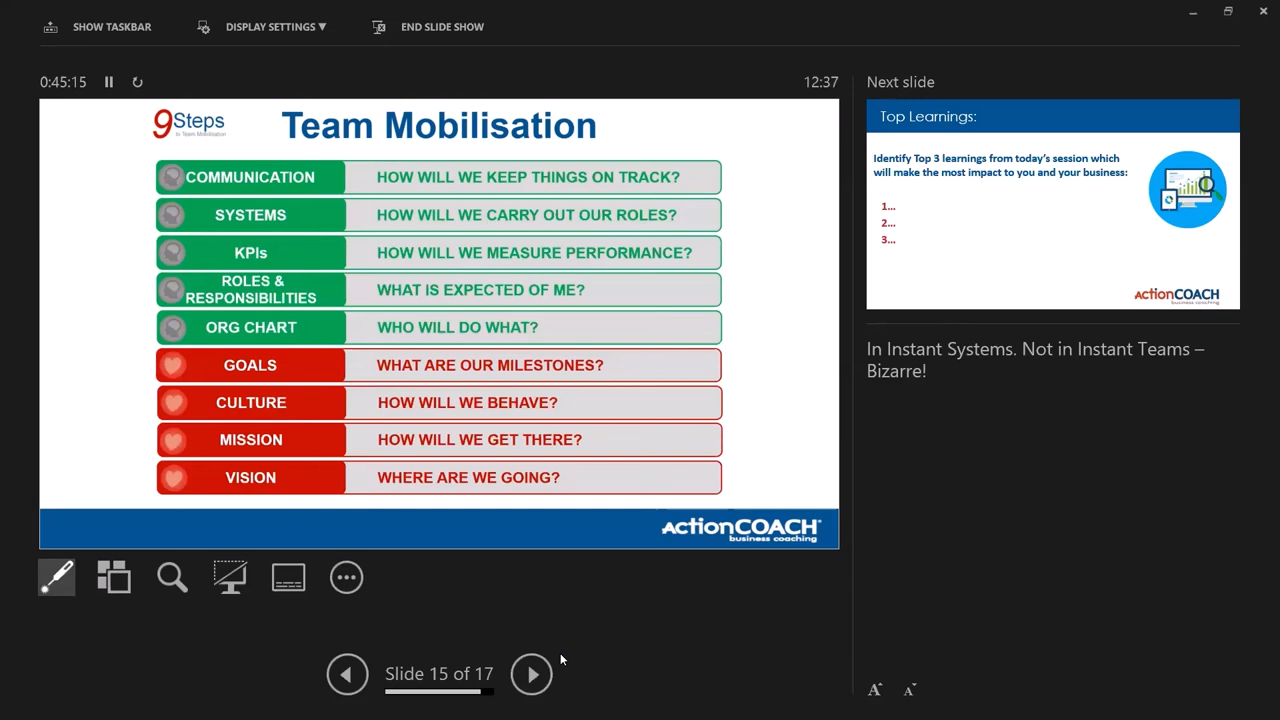 SHOW TASKBAR
DISPLAY SETTINGS ▼
END SLIDE SHOW
0:45:15
12:37
9Steps
to Team Mobilisation
Team Mobilisation
COMMUNICATION HOW WILL WE KEEP THINGS ON TRACK?
SYSTEMS HOW WILL WE CARRY OUT OUR ROLES?
KPIs HOW WILL WE MEASURE PERFORMANCE?
ROLES &
RESPONSIBILITIES WHAT IS EXPECTED OF ME?
ORG CHART WHO WILL DO WHAT?
GOALS WHAT ARE OUR MILESTONES?
CULTURE HOW WILL WE BEHAVE?
MISSION HOW WILL WE GET THERE?
VISION WHERE ARE WE GOING?
ActionCOACH
business coaching
Slide 15 of 17
Next slide
Top Learnings:
Identify Top 3 learnings from today's session which
will make the most impact to you and your business:
1...
2...
3...
ActionCOACH
business coaching
In Instant Systems. Not in Instant Teams –
Bizarre!
A A